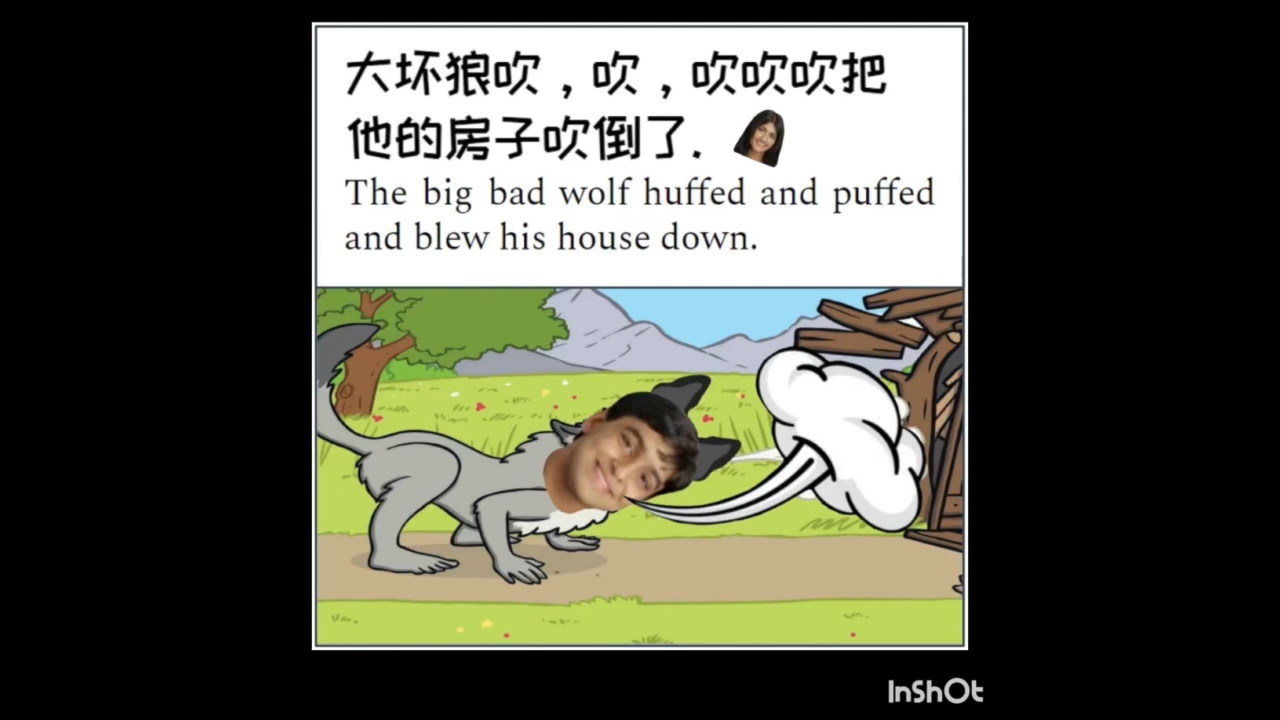 大坏狼吹，吹，吹吹吹把
他的房子吹倒了.
The big bad wolf huffed and puffed
and blew his house down.
InShOt